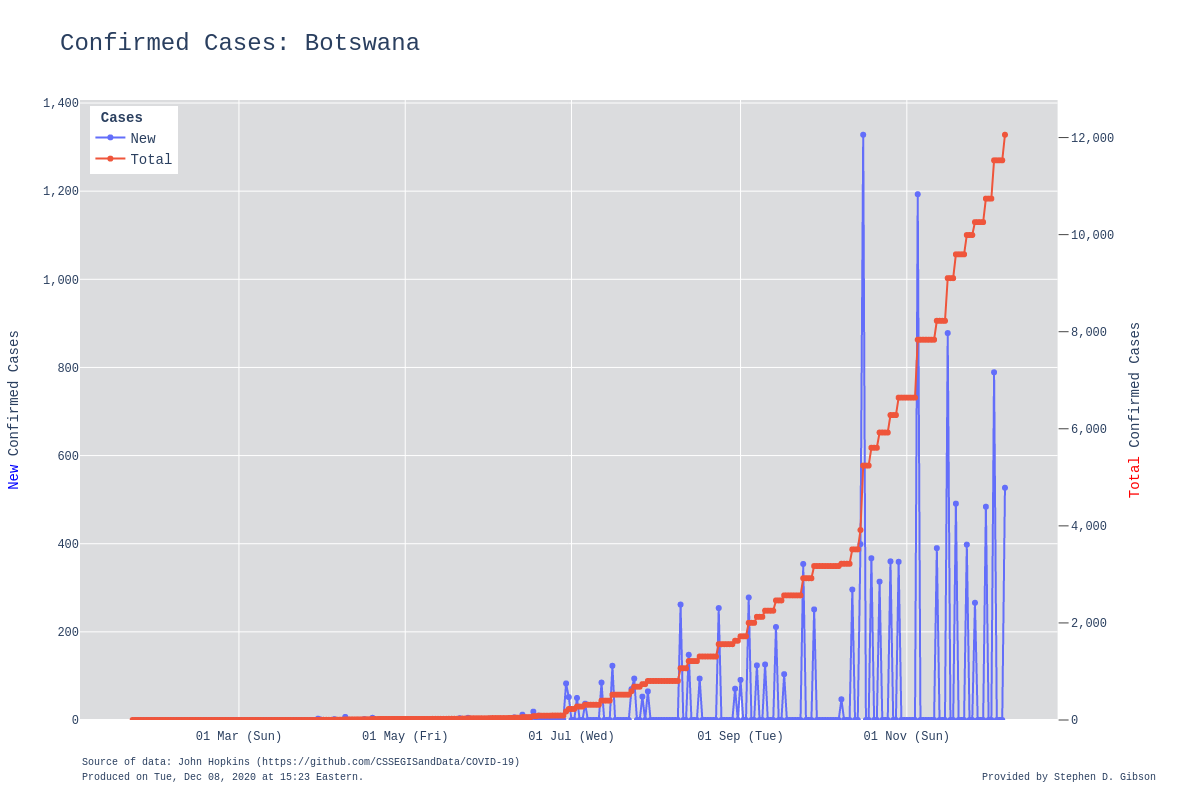 Confirmed Cases: Botswana
Cases
New
Total
1,400
1,200
1,000
800
600
400
200
0
New Confirmed Cases
12,000
10,000
8,000
6,000
4,000
2,000
0
Total Confirmed Cases
01 Mar (Sun) 01 May (Fri) 01 Jul (Wed) 01 Sep (Tue) 01 Nov (Sun)
Source of data: John Hopkins (https://github.com/CSSEGISandData/COVID-19)
Produced on Tue, Dec 08, 2020 at 15:23 Eastern.
Provided by Stephen D. Gibson